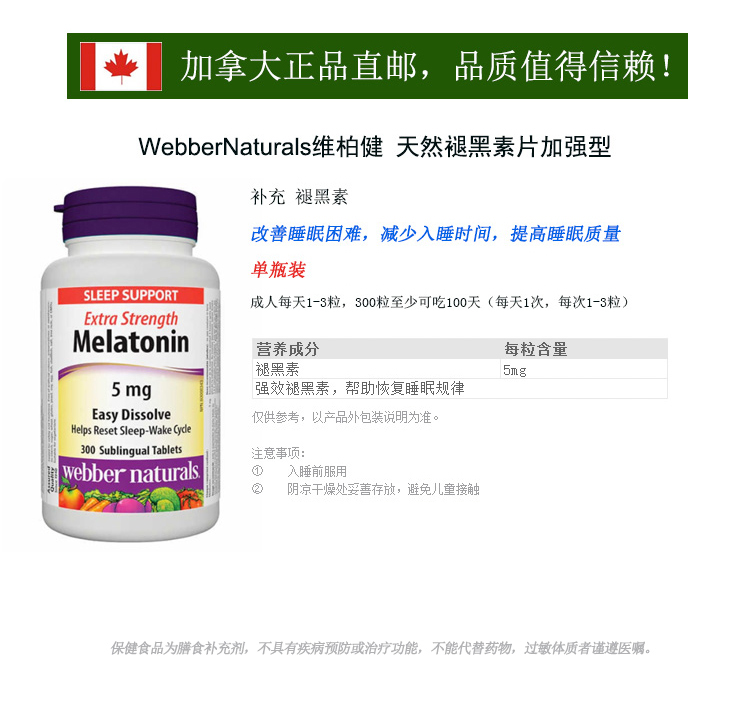 加拿大正品直邮，品质值得信赖！
WebberNaturals维柏健 天然褪黑素片加强型
补充 褪黑素
改善睡眠困难，减少入睡时间，提高睡眠质量
单瓶装
成人每天1-3粒，300粒至少可吃100天（每天1次，每次1-3粒）
SLEEP SUPPORT
Extra Strength
Melatonin
5 mg
Easy Dissolve
Helps Reset Sleep-Wake Cycle
300 Sublingual Tablets
webber naturals
营养成分 每粒含量
褪黑素 5mg
强效褪黑素，帮助恢复睡眠规律
仅供参考，以产品外包装说明为准。
注意事项：
① 入睡前服用
② 阴凉干燥处妥善存放，避免儿童接触
保健食品为膳食补充剂，不具有疾病预防或治疗功能，不能代替药物，过敏体质者谨遵医嘱。